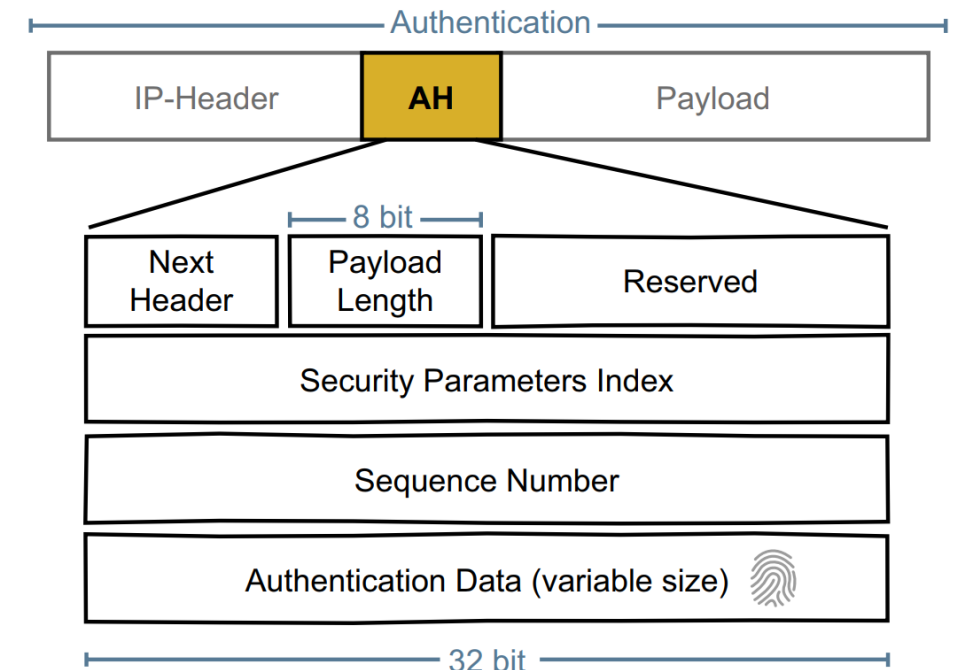 Authentication
IP-Header AH Payload
8 bit
Next
Header
Payload
Length
Reserved
Security Parameters Index
Sequence Number
Authentication Data (variable size)
32 bit